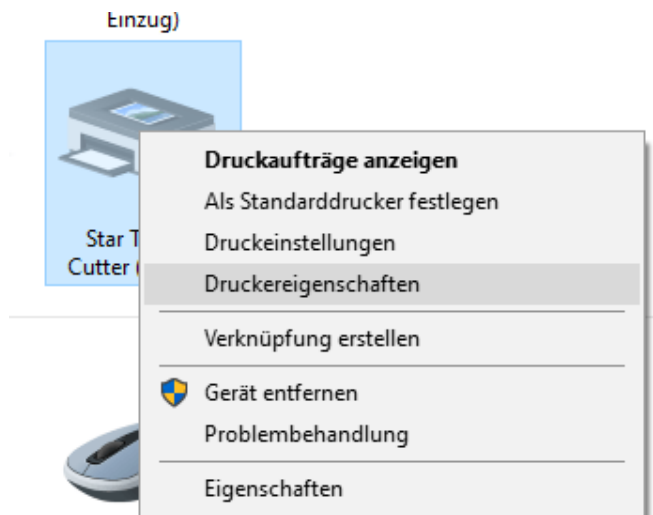 Einzug)
Star T
Cutter (
Druckaufträge anzeigen
Als Standarddrucker festlegen
Druckeinstellungen
Druckereigenschaften
Verknüpfung erstellen
Gerät entfernen
Problembehandlung
Eigenschaften